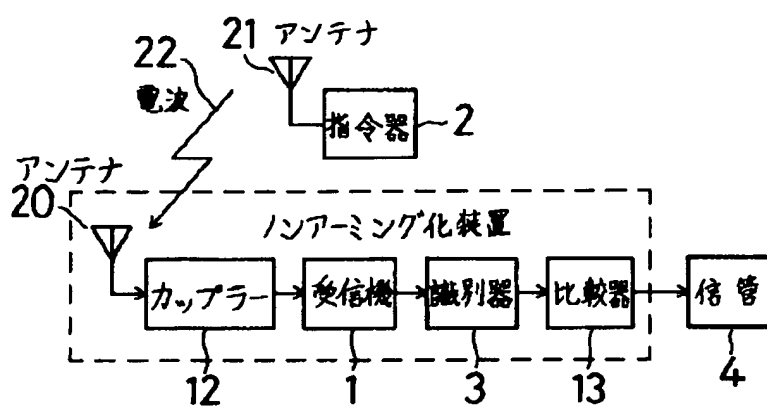 21 アンテナ
22
電波
指令器
2
アンテナ
20
ノンアーミング化装置
カップラー
受信機
識別器
比較器
信管
12
1
3
13
4